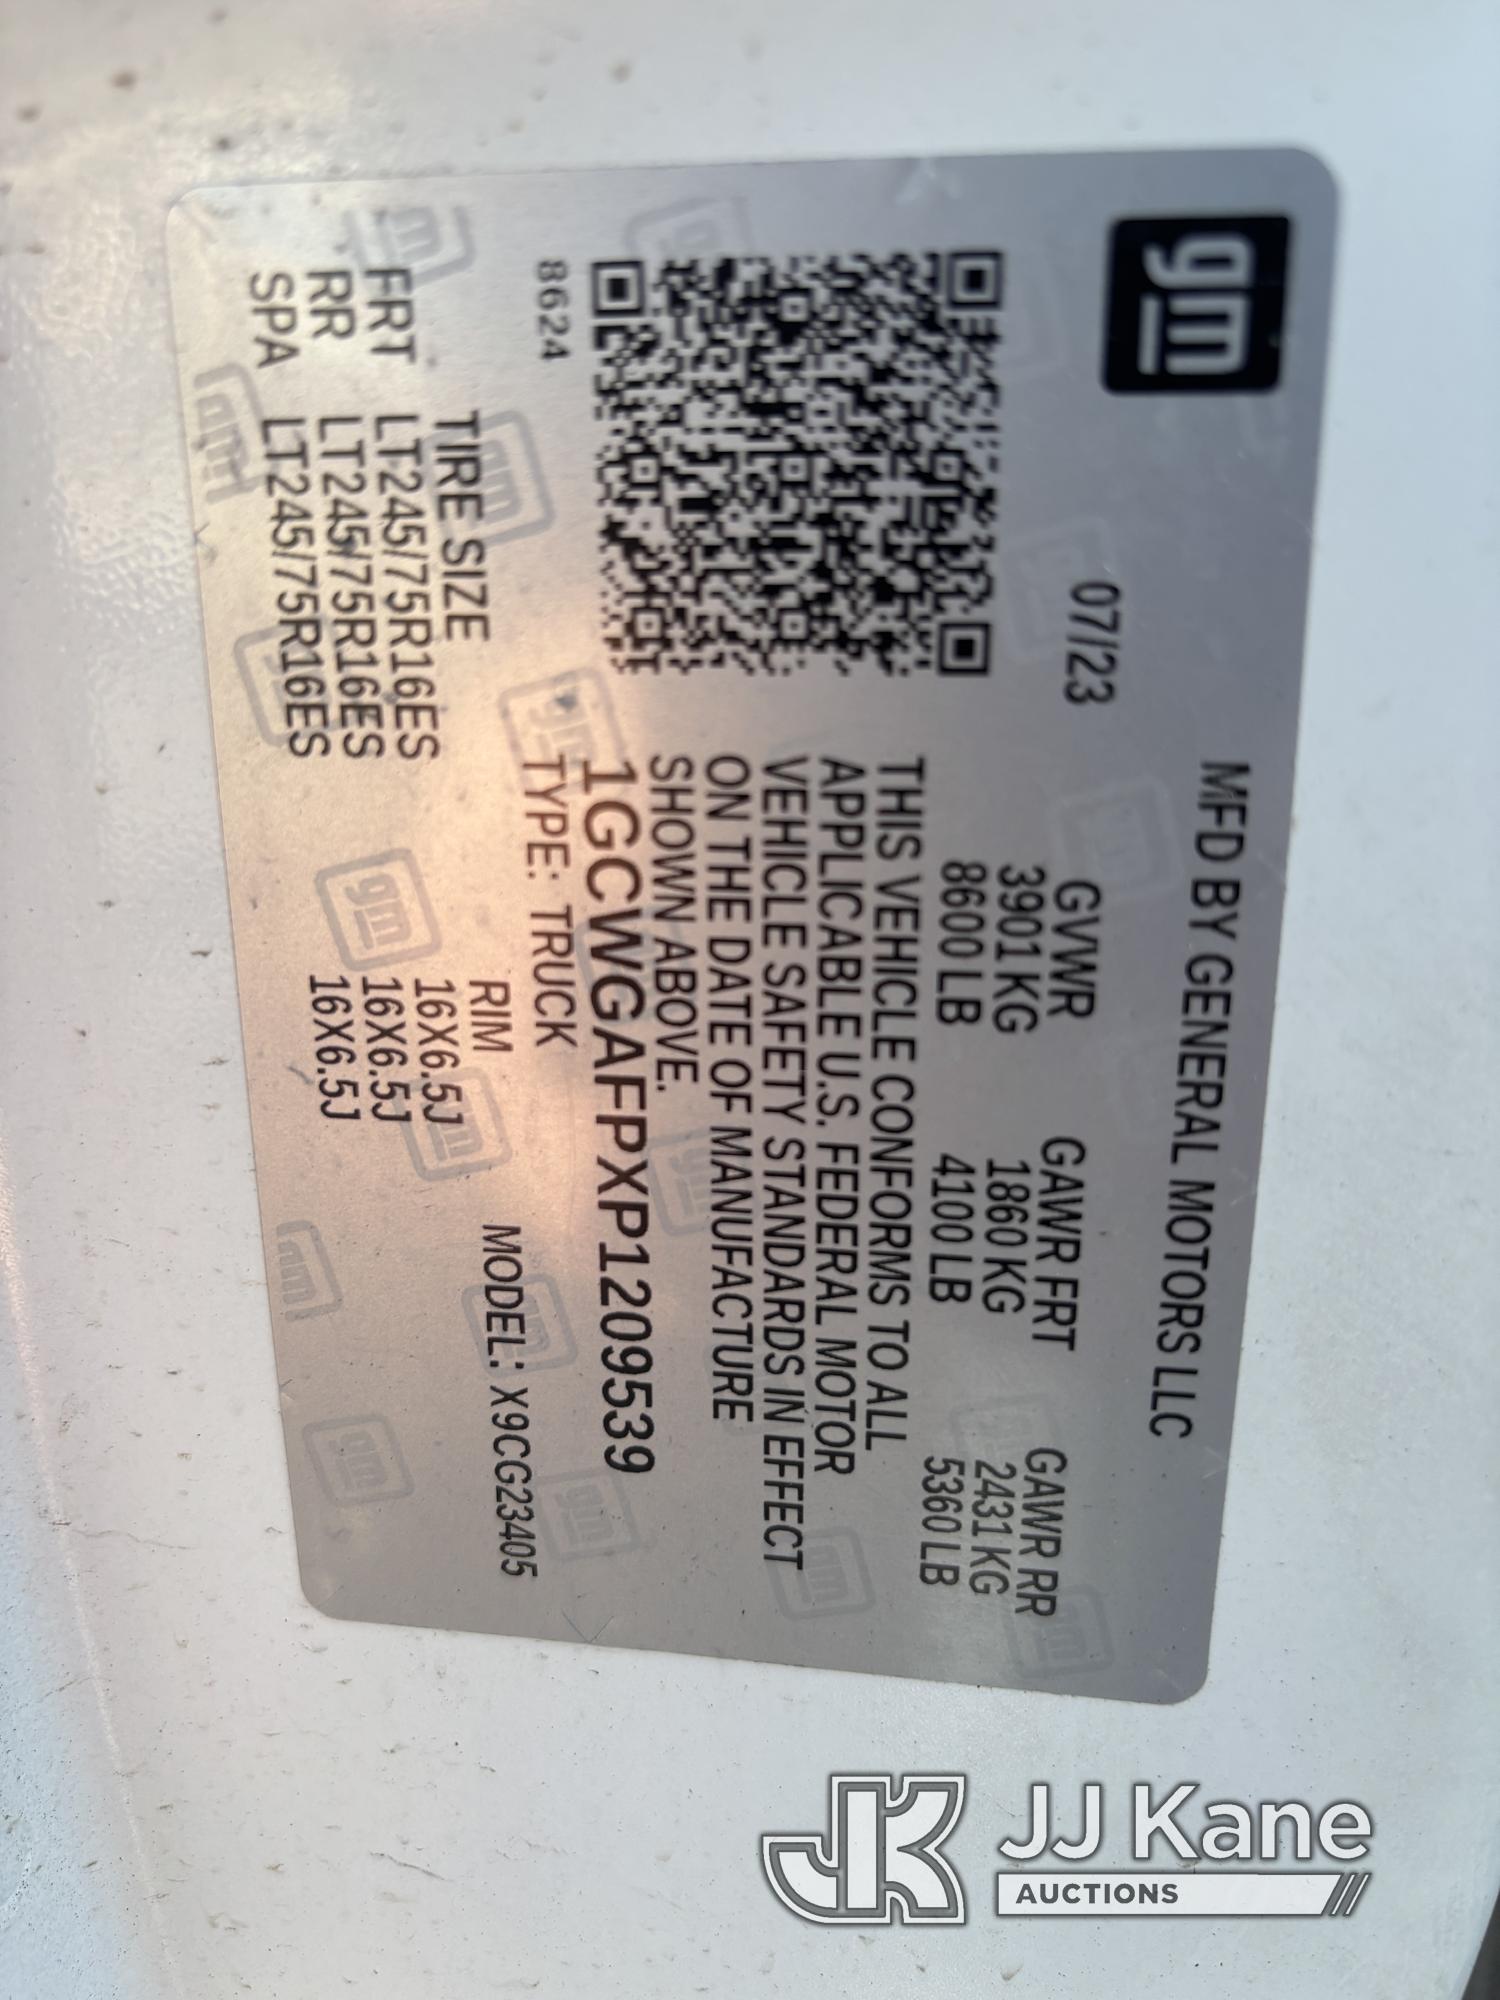 gm
MFD BY GENERAL MOTORS LLC
07/23
GVWR GAWR FRT GAWR RR
3901 KG 1860 KG 2431 KG
8600 LB 4100 LB 5360 LB
THIS VEHICLE CONFORMS TO ALL
APPLICABLE U.S. FEDERAL MOTOR
VEHICLE SAFETY STANDARDS IN EFFECT
ON THE DATE OF MANUFACTURE
SHOWN ABOVE.
1GCWGAFPXP1209539
8624
TYPE: TRUCK MODEL: X9CG23405
TIRE SIZE RIM
FRT LT245/75R16ES 16X6.5J
RR LT245/75R16ES 16X6.5J
SPA LT245/75R16ES 16X6.5J
JK JJ Kane
AUCTIONS